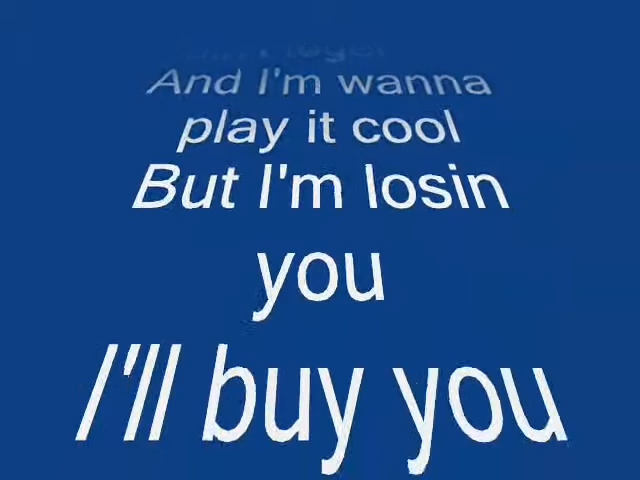 And I'm wanna
play it cool
But I'm losin
you
I'll buy you